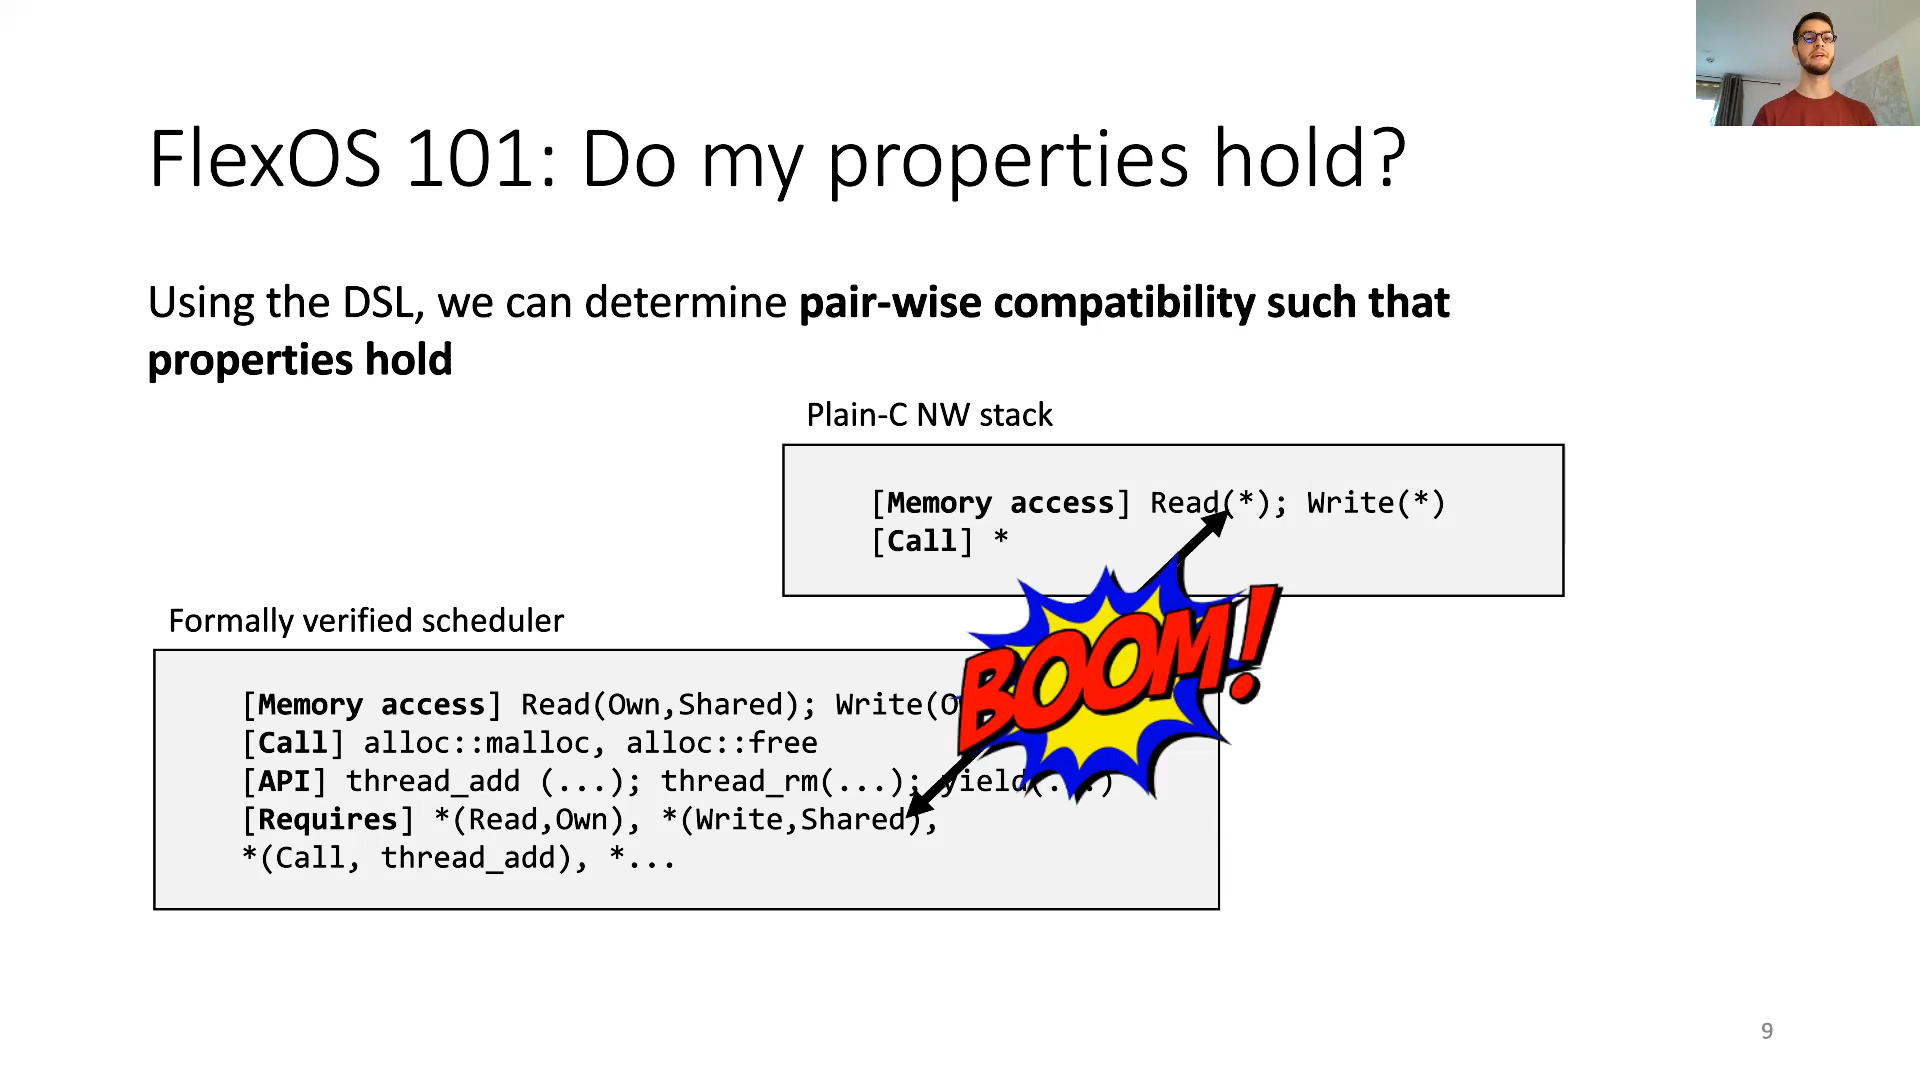 FlexOS 101: Do my properties hold?
Using the DSL, we can determine pair-wise compatibility such that
properties hold
Plain-C NW stack
[Memory access] Read(*); Write(*)
[Call] *
BOOM!
Formally verified scheduler
[Memory access] Read(Own,Shared); Write(O
[Call] alloc::malloc, alloc::free
[API] thread_add (...); thread_rm(...); yield(...)
[Requires] *(Read,Own), *(Write,Shared),
*(Call, thread_add), *...
9